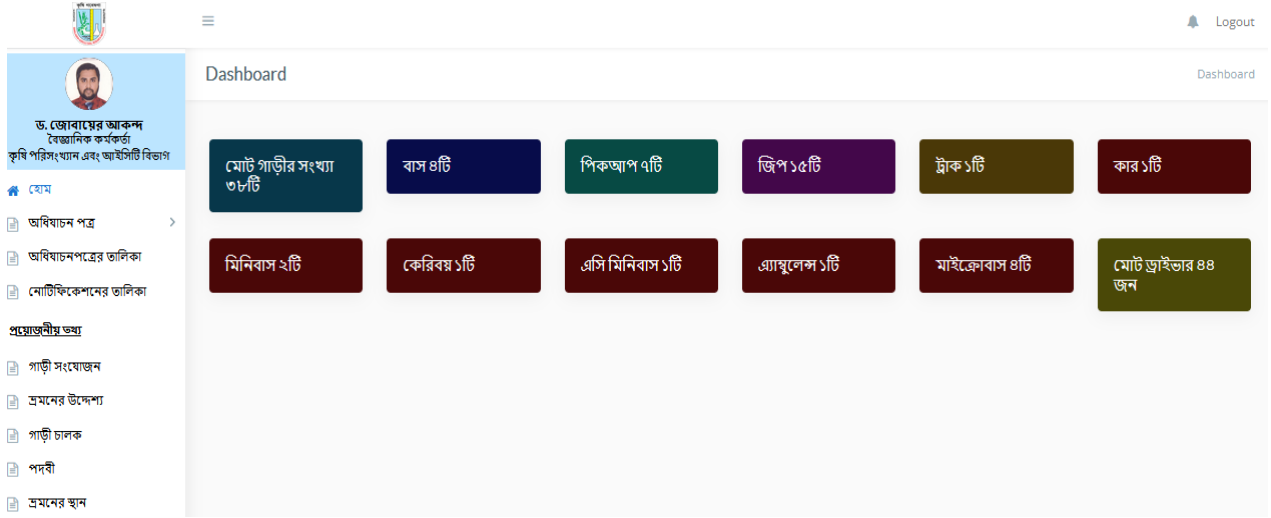 কৃষি গবেষণা
Logout
ড. জোবায়ের আকন্দ
বৈজ্ঞানিক কর্মকর্তা
কৃষি পরিসংখ্যান এবং আইসিটি বিভাগ
হোম
অধিযাচন পত্র
অধিযাচনপত্রের তালিকা
নোটিফিকেশনের তালিকা
প্রয়োজনীয় তথ্য
গাড়ী সংযোজন
ভ্রমনের উদ্দেশ্য
গাড়ী চালক
পদবী
ভ্রমনের স্থান
Dashboard
Dashboard
মোট গাড়ীর সংখ্যা
৩৮টি
বাস ৪টি
পিকআপ ৭টি
জিপ ১৫টি
ট্রাক ১টি
কার ১টি
মিনিবাস ২টি
কেরিবয় ১টি
এসি মিনিবাস ১টি
এ্যাম্বুলেন্স ১টি
মাইক্রোবাস ৪টি
মোট ড্রাইভার ৪৪
জন